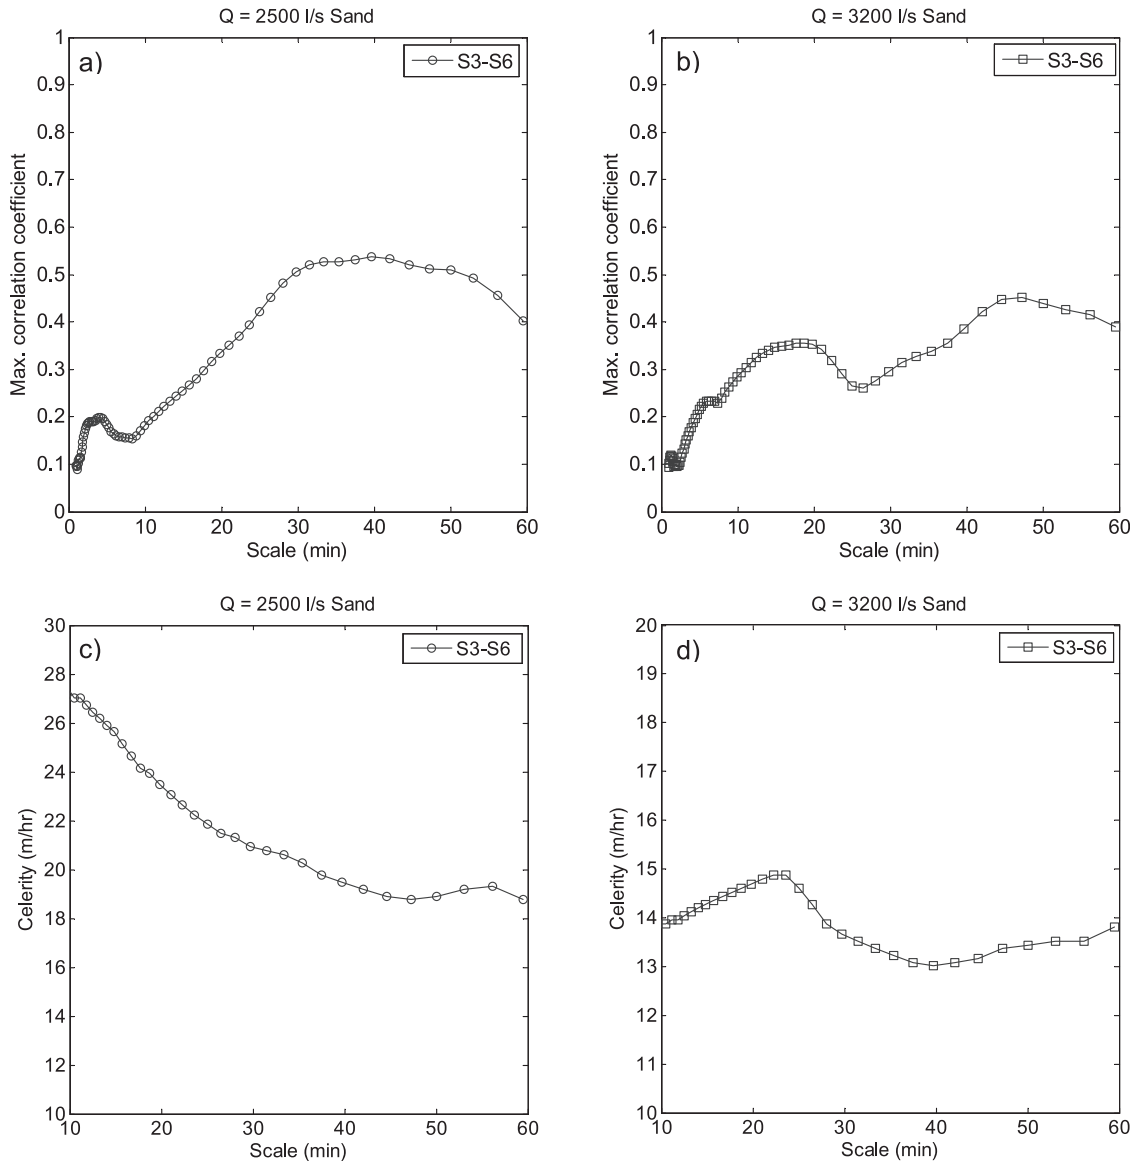 Q = 2500 l/s Sand
a)
S3-S6
1
0.9
0.8
0.7
0.6
0.5
0.4
0.3
0.2
0.1
0
Max. correlation coefficient
0 10 20 30 40 50 60
Scale (min)
Q = 3200 l/s Sand
b)
S3-S6
1
0.9
0.8
0.7
0.6
0.5
0.4
0.3
0.2
0.1
0
Max. correlation coefficient
0 10 20 30 40 50 60
Scale (min)
Q = 2500 l/s Sand
c)
S3-S6
30
28
26
24
22
20
18
16
14
12
10
Celerity (m/hr)
10 20 30 40 50 60
Scale (min)
Q = 3200 l/s Sand
d)
S3-S6
20
19
18
17
16
15
14
13
12
11
10
Celerity (m/hr)
10 20 30 40 50 60
Scale (min)